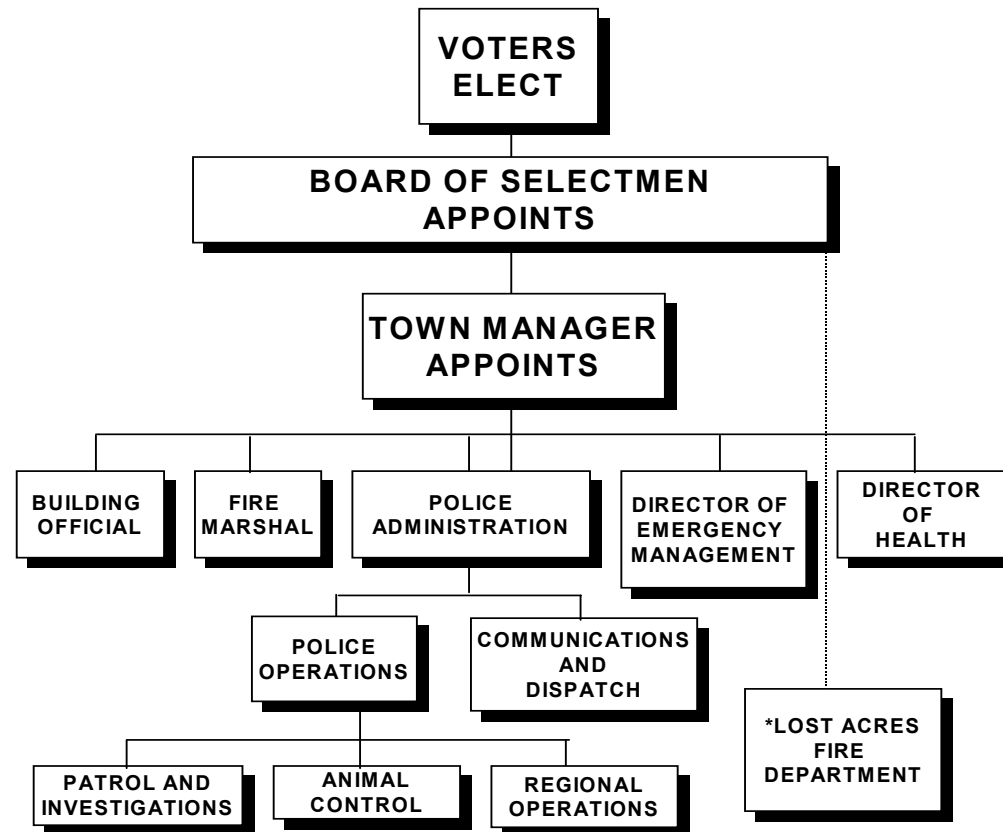 VOTERS
ELECT
BOARD OF SELECTMEN
APPOINTS
TOWN MANAGER
APPOINTS
BUILDING
OFFICIAL
FIRE
MARSHAL
POLICE
ADMINISTRATION
DIRECTOR OF
EMERGENCY
MANAGEMENT
DIRECTOR
OF
HEALTH
POLICE
OPERATIONS
COMMUNICATIONS
AND
DISPATCH
*LOST ACRES
FIRE
DEPARTMENT
PATROL AND
INVESTIGATIONS
ANIMAL
CONTROL
REGIONAL
OPERATIONS